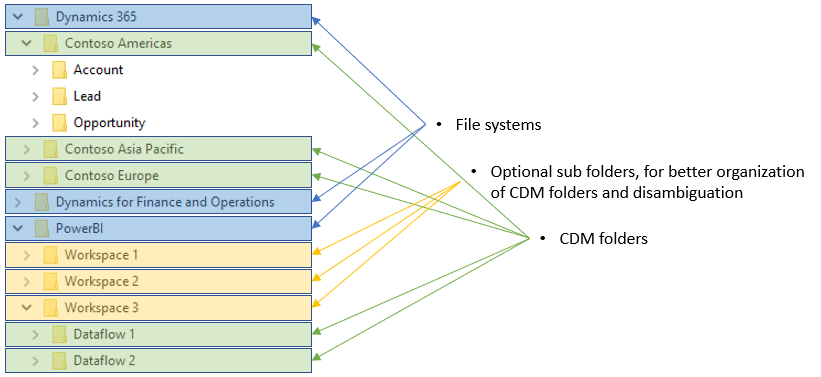 Dynamics 365
Contoso Americas
Account
Lead
Opportunity
Contoso Asia Pacific
Contoso Europe
Dynamics for Finance and Operations
PowerBI
Workspace 1
Workspace 2
Workspace 3
Dataflow 1
Dataflow 2
• File systems
• Optional sub folders, for better organization
of CDM folders and disambiguation
• CDM folders